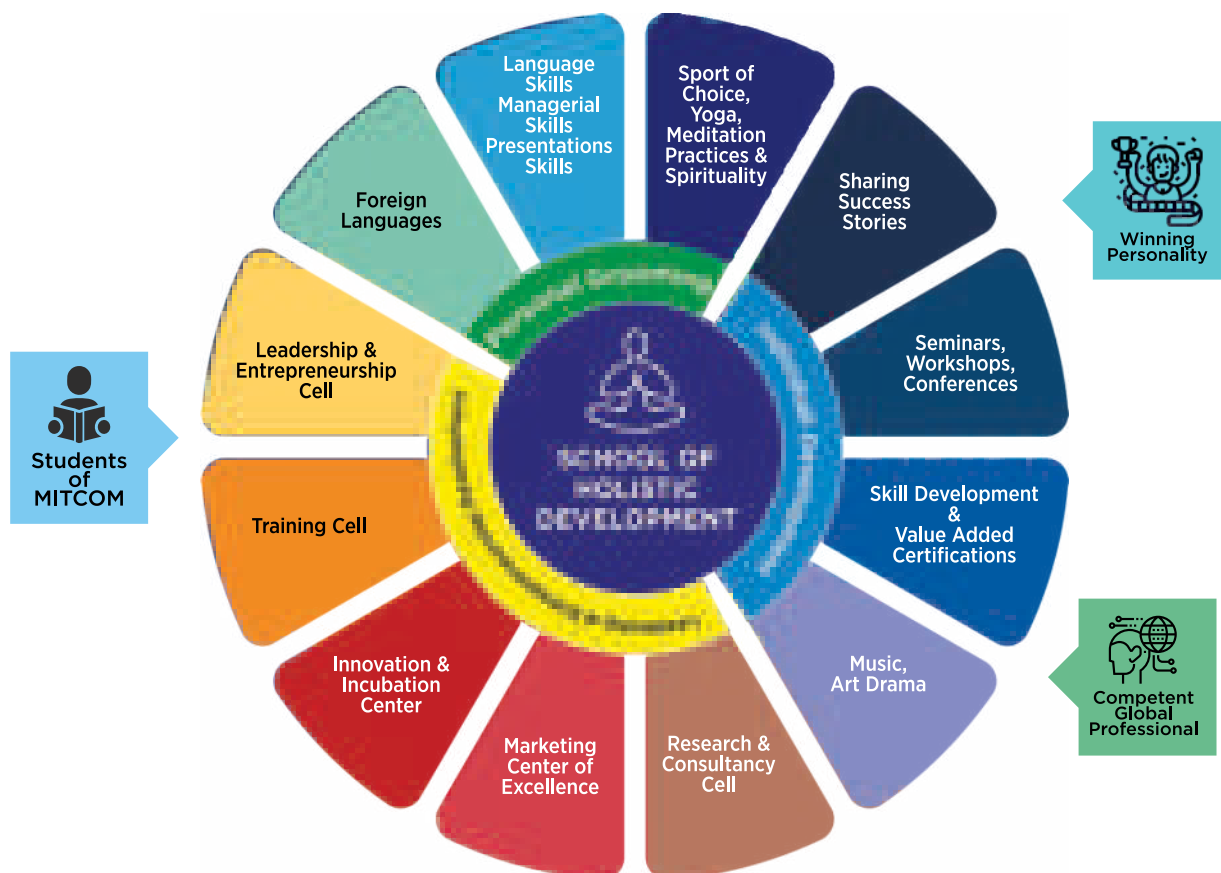 Language
Skills
Managerial
Skills
Presentations
Skills
Sport of
Choice,
Yoga,
Meditation
Practices &
Spirituality
Sharing
Success
Stories
Seminars,
Workshops,
Conferences
Skill Development
&
Value Added
Certifications
Music,
Art Drama
Research &
Consultancy
Cell
Marketing
Center of
Excellence
Innovation &
Incubation
Center
Training Cell
Leadership &
Entrepreneurship
Cell
Foreign
Languages
SCHOOL OF
HOLISTIC
DEVELOPMENT
Students
of
MITCOM
Winning
Personality
Competent
Global
Professional